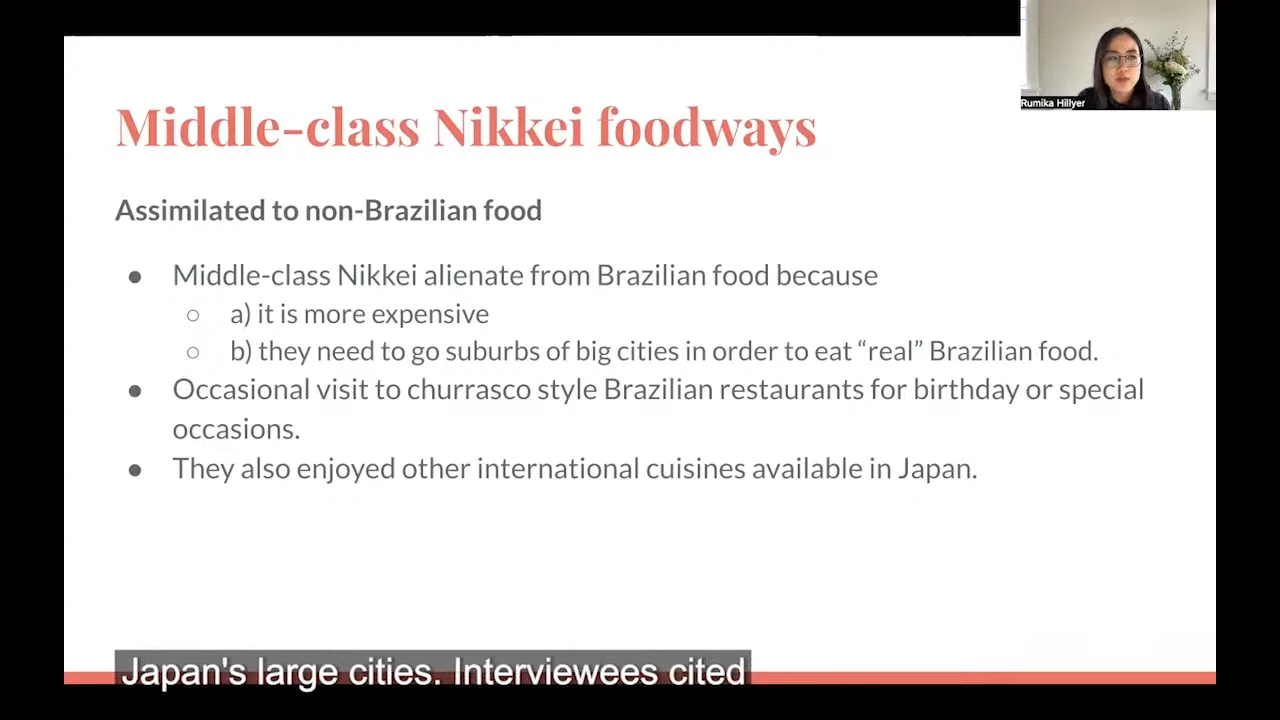 Rumika Hillyer
Middle-class Nikkei foodways
Assimilated to non-Brazilian food
● Middle-class Nikkei alienate from Brazilian food because
○ a) it is more expensive
○ b) they need to go suburbs of big cities in order to eat “real” Brazilian food.
● Occasional visit to churrasco style Brazilian restaurants for birthday or special
occasions.
● They also enjoyed other international cuisines available in Japan.
Japan's large cities. Interviewees cited